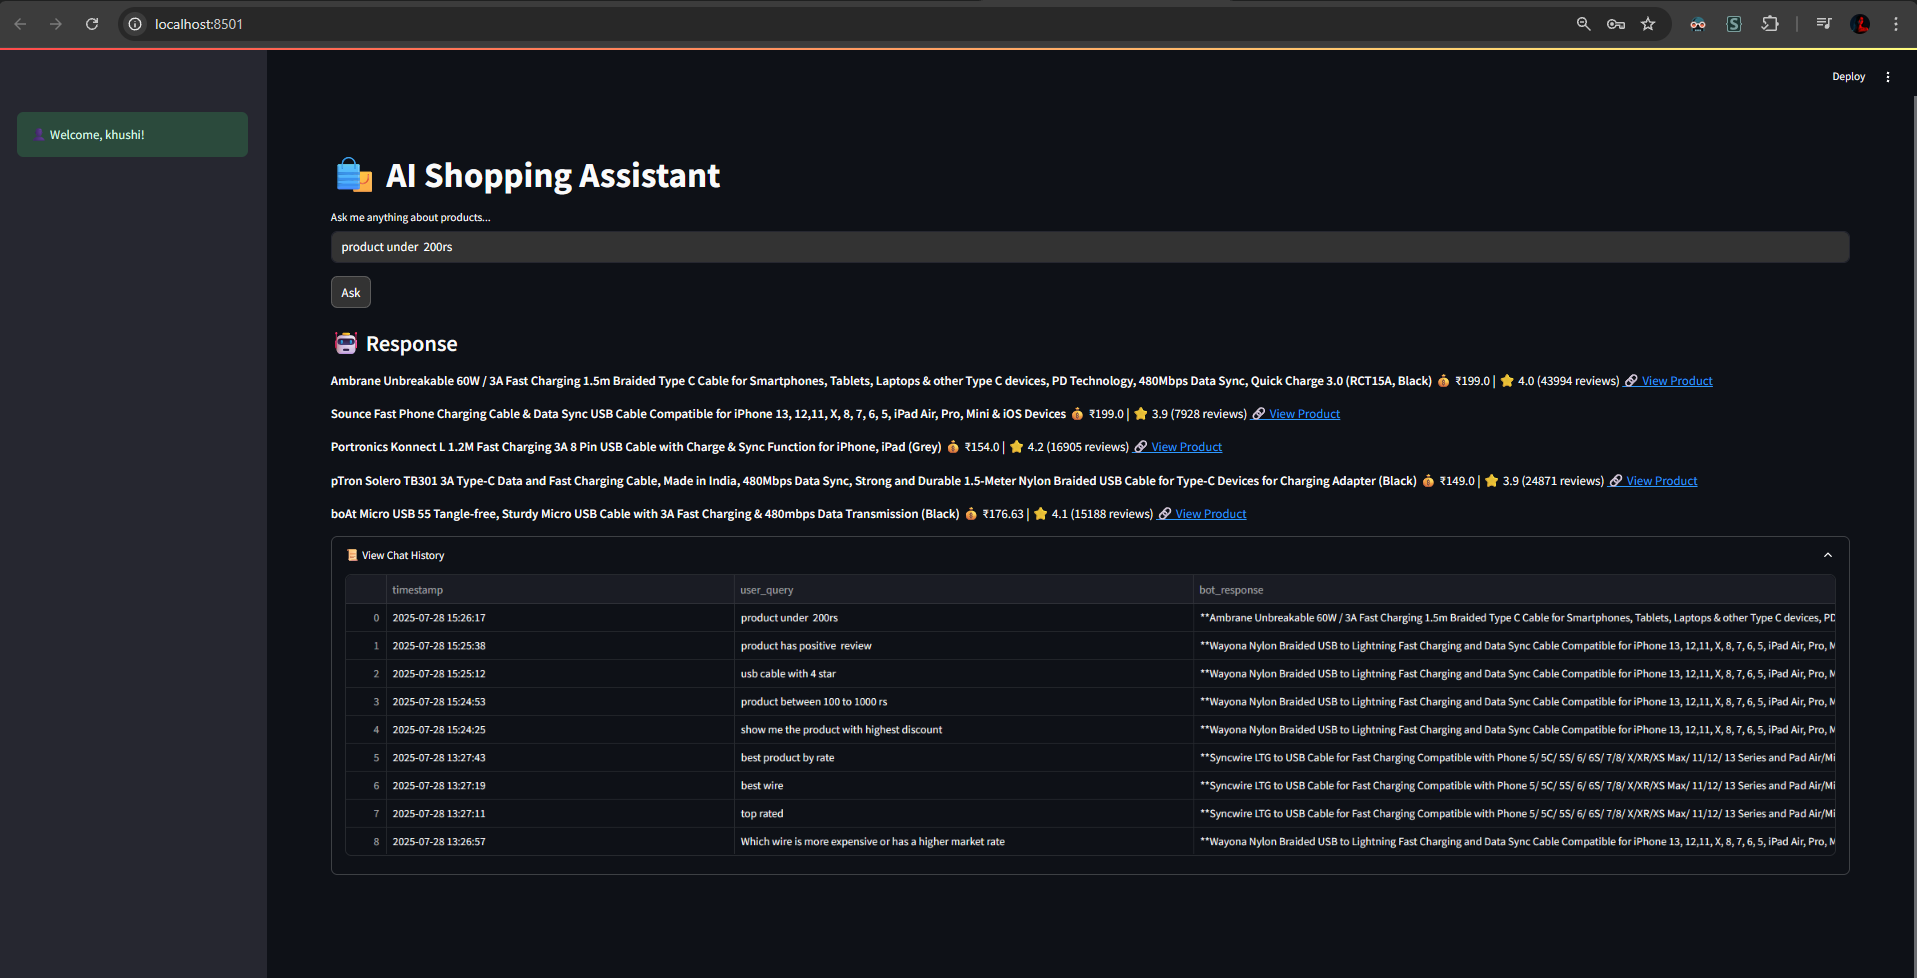 localhost:8501
Deploy
Welcome, khushi!
AI Shopping Assistant
Ask me anything about products...
product under 200rs
Ask
Response
Ambrane Unbreakable 60W / 3A Fast Charging 1.5m Braided Type C Cable for Smartphones, Tablets, Laptops & other Type C devices, PD Technology, 480Mbps Data Sync, Quick Charge 3.0 (RCT15A, Black) 💰 ₹199.0 | ⭐ 4.0 (43994 reviews) 🔗 View Product
Sounce Fast Phone Charging Cable & Data Sync USB Cable Compatible for iPhone 13, 12,11, X, 8, 7, 6, 5, iPad Air, Pro, Mini & iOS Devices 💰 ₹199.0 | ⭐ 3.9 (7928 reviews) 🔗 View Product
Portronics Konnect L 1.2M Fast Charging 3A 8 Pin USB Cable with Charge & Sync Function for iPhone, iPad (Grey) 💰 ₹154.0 | ⭐ 4.2 (16905 reviews) 🔗 View Product
pTron Solero TB301 3A Type-C Data and Fast Charging Cable, Made in India, 480Mbps Data Sync, Strong and Durable 1.5-Meter Nylon Braided USB Cable for Type-C Devices for Charging Adapter (Black) 💰 ₹149.0 | ⭐ 3.9 (24871 reviews) 🔗 View Product
boAt Micro USB 55 Tangle-free, Sturdy Micro USB Cable with 3A Fast Charging & 480mbps Data Transmission (Black) 💰 ₹176.63 | ⭐ 4.1 (15188 reviews) 🔗 View Product
View Chat History
timestamp user_query bot_response
0 2025-07-28 15:26:17 product under 200rs **Ambrane Unbreakable 60W / 3A Fast Charging 1.5m Braided Type C Cable for Smartphones, Tablets, Laptops & other Type C devices, PD
1 2025-07-28 15:25:38 product has positive review **Wayona Nylon Braided USB to Lightning Fast Charging and Data Sync Cable Compatible for iPhone 13, 12,11, X, 8, 7, 6, 5, iPad Air, Pro, M
2 2025-07-28 15:25:12 usb cable with 4 star **Wayona Nylon Braided USB to Lightning Fast Charging and Data Sync Cable Compatible for iPhone 13, 12,11, X, 8, 7, 6, 5, iPad Air, Pro, M
3 2025-07-28 15:24:53 product between 100 to 1000 rs **Wayona Nylon Braided USB to Lightning Fast Charging and Data Sync Cable Compatible for iPhone 13, 12,11, X, 8, 7, 6, 5, iPad Air, Pro, M
4 2025-07-28 15:24:25 show me the product with highest discount **Wayona Nylon Braided USB to Lightning Fast Charging and Data Sync Cable Compatible for iPhone 13, 12,11, X, 8, 7, 6, 5, iPad Air, Pro, M
5 2025-07-28 13:27:43 best product by rate **Syncwire LTG to USB Cable for Fast Charging Compatible with Phone 5/ 5C/ 5S/ 6/ 6S/ 7/8/ X/XR/XS Max/ 11/12/ 13 Series and Pad Air/Mi
6 2025-07-28 13:27:19 best wire **Syncwire LTG to USB Cable for Fast Charging Compatible with Phone 5/ 5C/ 5S/ 6/ 6S/ 7/8/ X/XR/XS Max/ 11/12/ 13 Series and Pad Air/Mi
7 2025-07-28 13:27:11 top rated **Syncwire LTG to USB Cable for Fast Charging Compatible with Phone 5/ 5C/ 5S/ 6/ 6S/ 7/8/ X/XR/XS Max/ 11/12/ 13 Series and Pad Air/Mi
8 2025-07-28 13:26:57 Which wire is more expensive or has a higher market rate **Wayona Nylon Braided USB to Lightning Fast Charging and Data Sync Cable Compatible for iPhone 13, 12,11, X, 8, 7, 6, 5, iPad Air, Pro, M